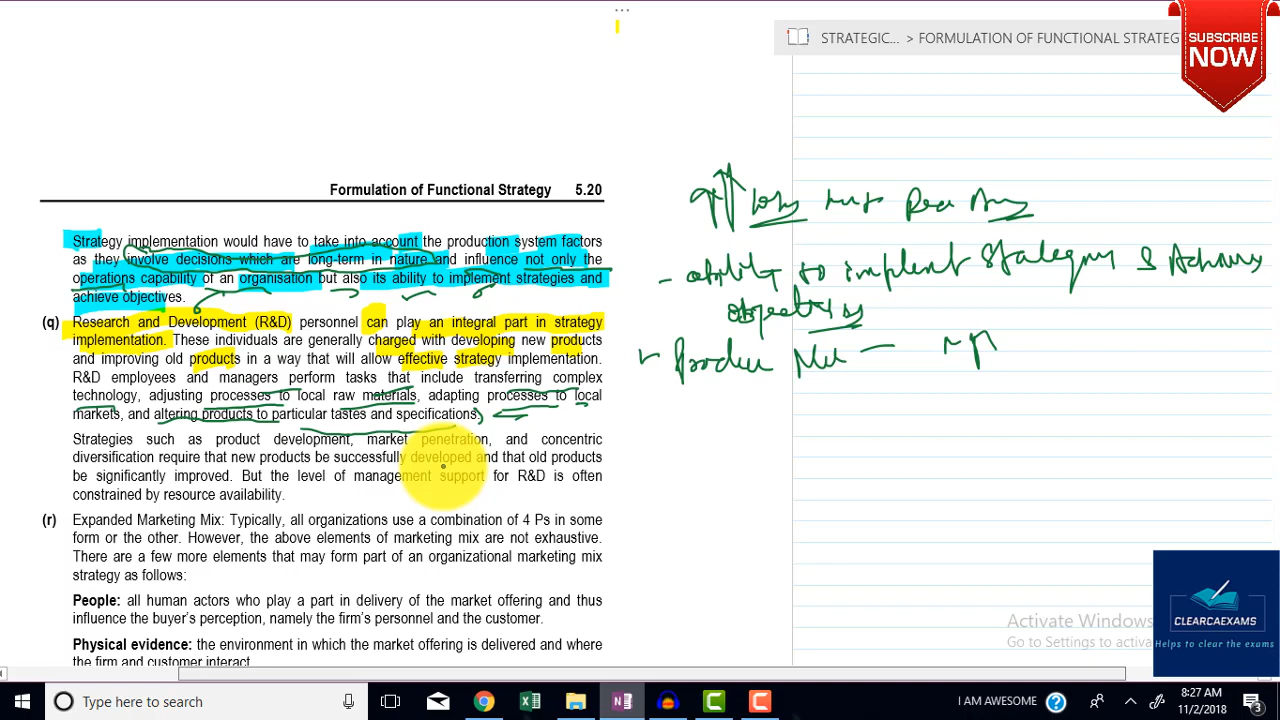 STRATEGIC... > FORMULATION OF FUNCTIONAL STRATEG
SUBSCRIBE
NOW
Formulation of Functional Strategy 5.20
Strategy implementation would have to take into account the production system factors
as they involve decisions which are long-term in nature and influence not only the
operations capability of an organisation but also its ability to implement strategies and
achieve objectives.
(q) Research and Development (R&D) personnel can play an integral part in strategy
implementation. These individuals are generally charged with developing new products
and improving old products in a way that will allow effective strategy implementation.
R&D employees and managers perform tasks that include transferring complex
technology, adjusting processes to local raw materials, adapting processes to local
markets, and altering products to particular tastes and specifications.
Strategies such as product development, market penetration, and concentric
diversification require that new products be successfully developed and that old products
be significantly improved. But the level of management support for R&D is often
constrained by resource availability.
(r) Expanded Marketing Mix: Typically, all organizations use a combination of 4 Ps in some
form or the other. However, the above elements of marketing mix are not exhaustive.
There are a few more elements that may form part of an organizational marketing mix
strategy as follows:
People: all human actors who play a part in delivery of the market offering and thus
influence the buyer's perception, namely the firm's personnel and the customer.
Physical evidence: the environment in which the market offering is delivered and where
the firm and customer interact
- ability to implent Strategy &
objectives
Activate Windows
Go to Settings to activa
CLEARCAEXAMS
Helps to clear the exams
Type here to search
I AM AWESOME
8:27 AM
11/2/2018
3